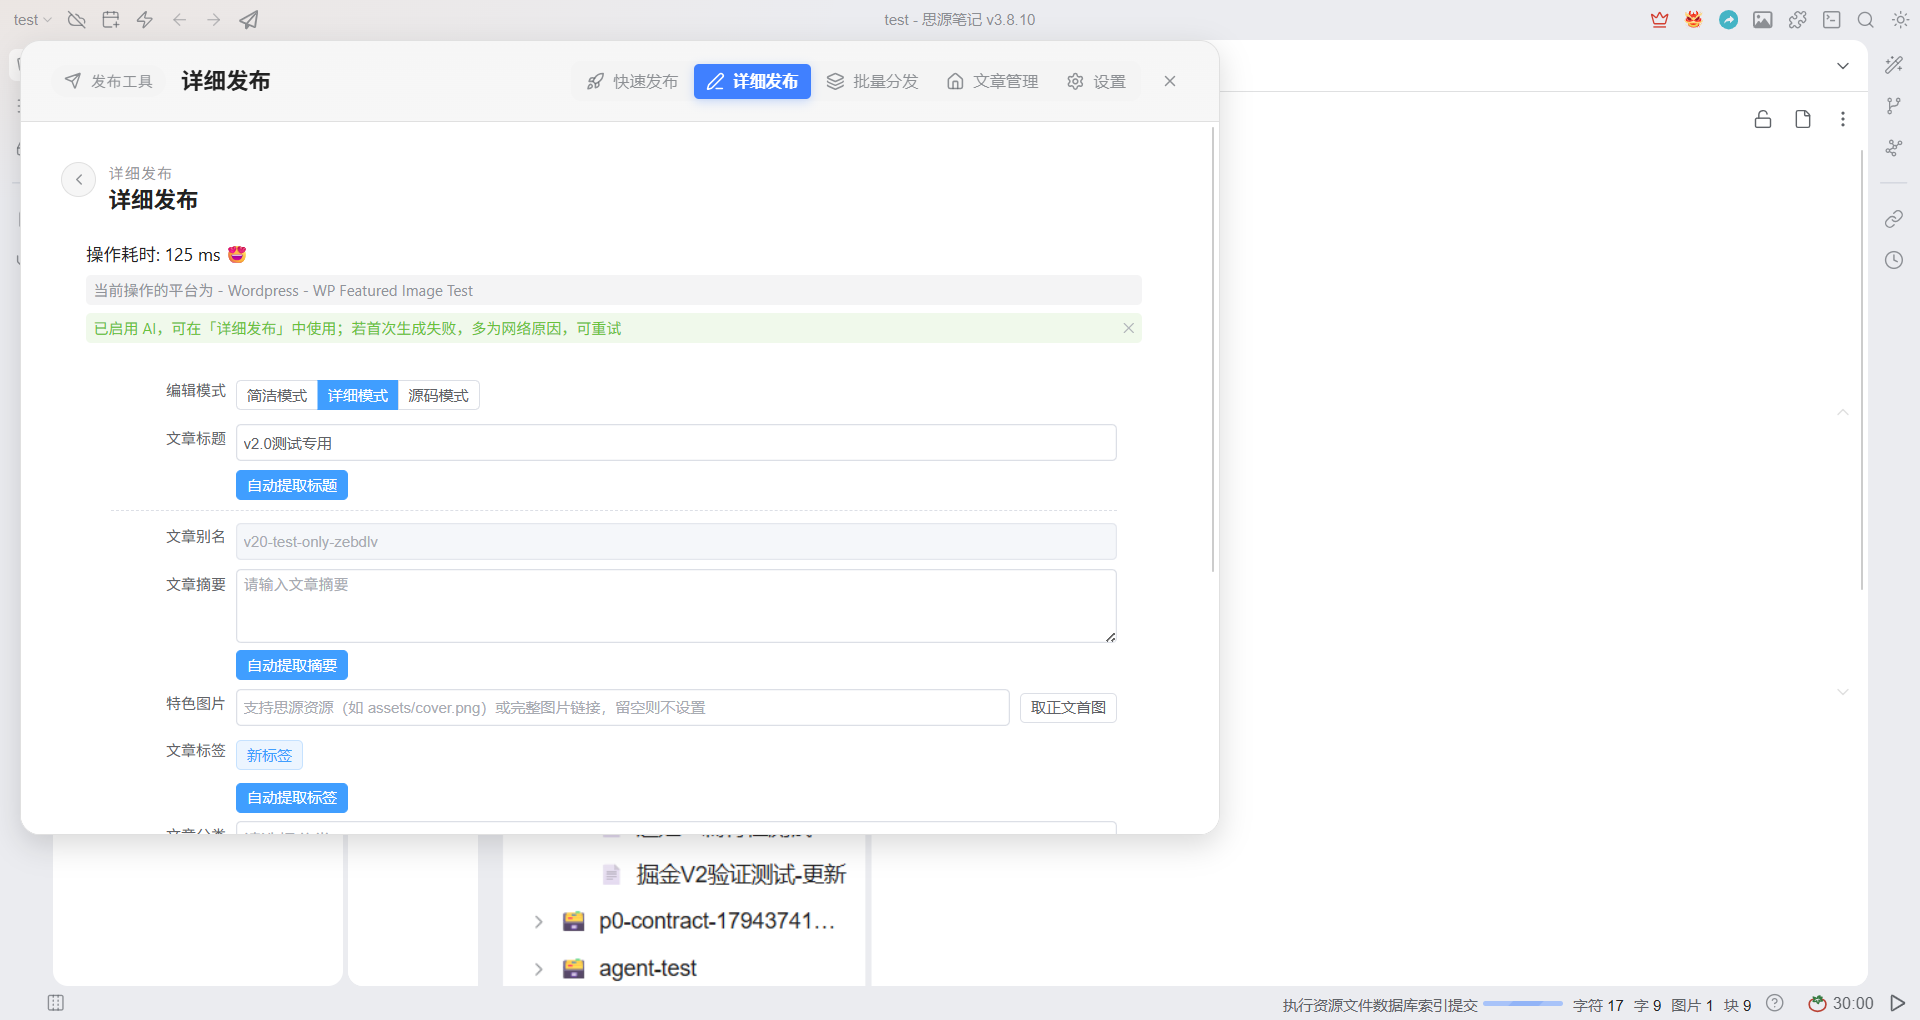 test
test - 思源笔记 v3.8.10
发布工具
详细发布
快速发布
详细发布
批量分发
文章管理
设置
详细发布
详细发布
操作耗时: 125 ms 😍
当前操作的平台为 - Wordpress - WP Featured Image Test
已启用 AI，可在「详细发布」中使用；若首次生成失败，多为网络原因，可重试
编辑模式
简洁模式
详细模式
源码模式
文章标题
v2.0测试专用
自动提取标题
文章别名
v20-test-only-zebdlv
文章摘要
请输入文章摘要
自动提取摘要
特色图片
支持思源资源（如 assets/cover.png）或完整图片链接，留空则不设置
取正文首图
文章标签
新标签
自动提取标签
掘金V2验证测试-更新
p0-contract-17943741...
agent-test
执行资源文件数据库索引提交
字符 17 字 9 图片 1 块 9
30:00